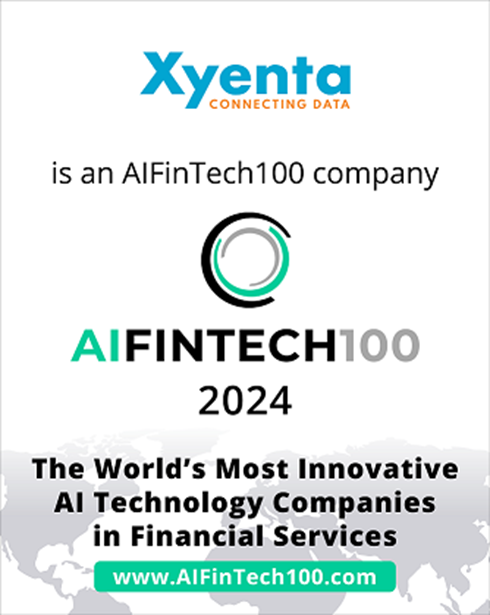 Xyenta
CONNECTING DATA
is an AIFinTech100 company
AIFINTECH100
2024
The World's Most Innovative
AI Technology Companies
in Financial Services
www.AIFinTech100.com